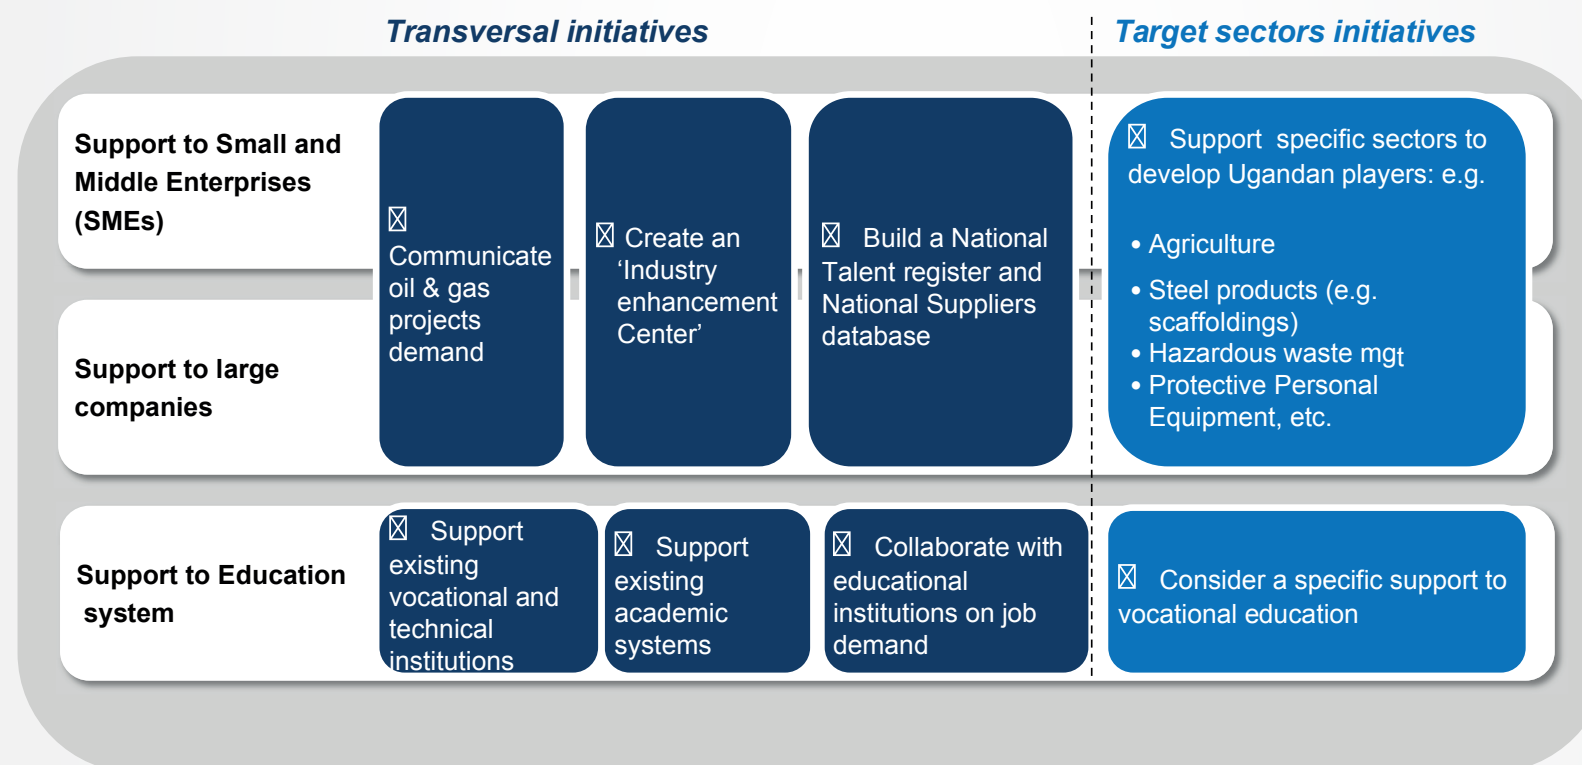 Transversal initiatives
Target sectors initiatives
Support to Small and
Middle Enterprises
(SMEs)
Support to large
companies
Communicate
oil & gas
projects
demand
Create an
‘Industry
enhancement
Center’
Build a National
Talent register and
National Suppliers
database
Support specific sectors to
develop Ugandan players: e.g.
• Agriculture
• Steel products (e.g.
scaffoldings)
• Hazardous waste mgt
• Protective Personal
Equipment, etc.
Support to Education
system
Support
existing
vocational and
technical
institutions
Support
existing
academic
systems
Collaborate with
educational
institutions on job
demand
Consider a specific support to
vocational education